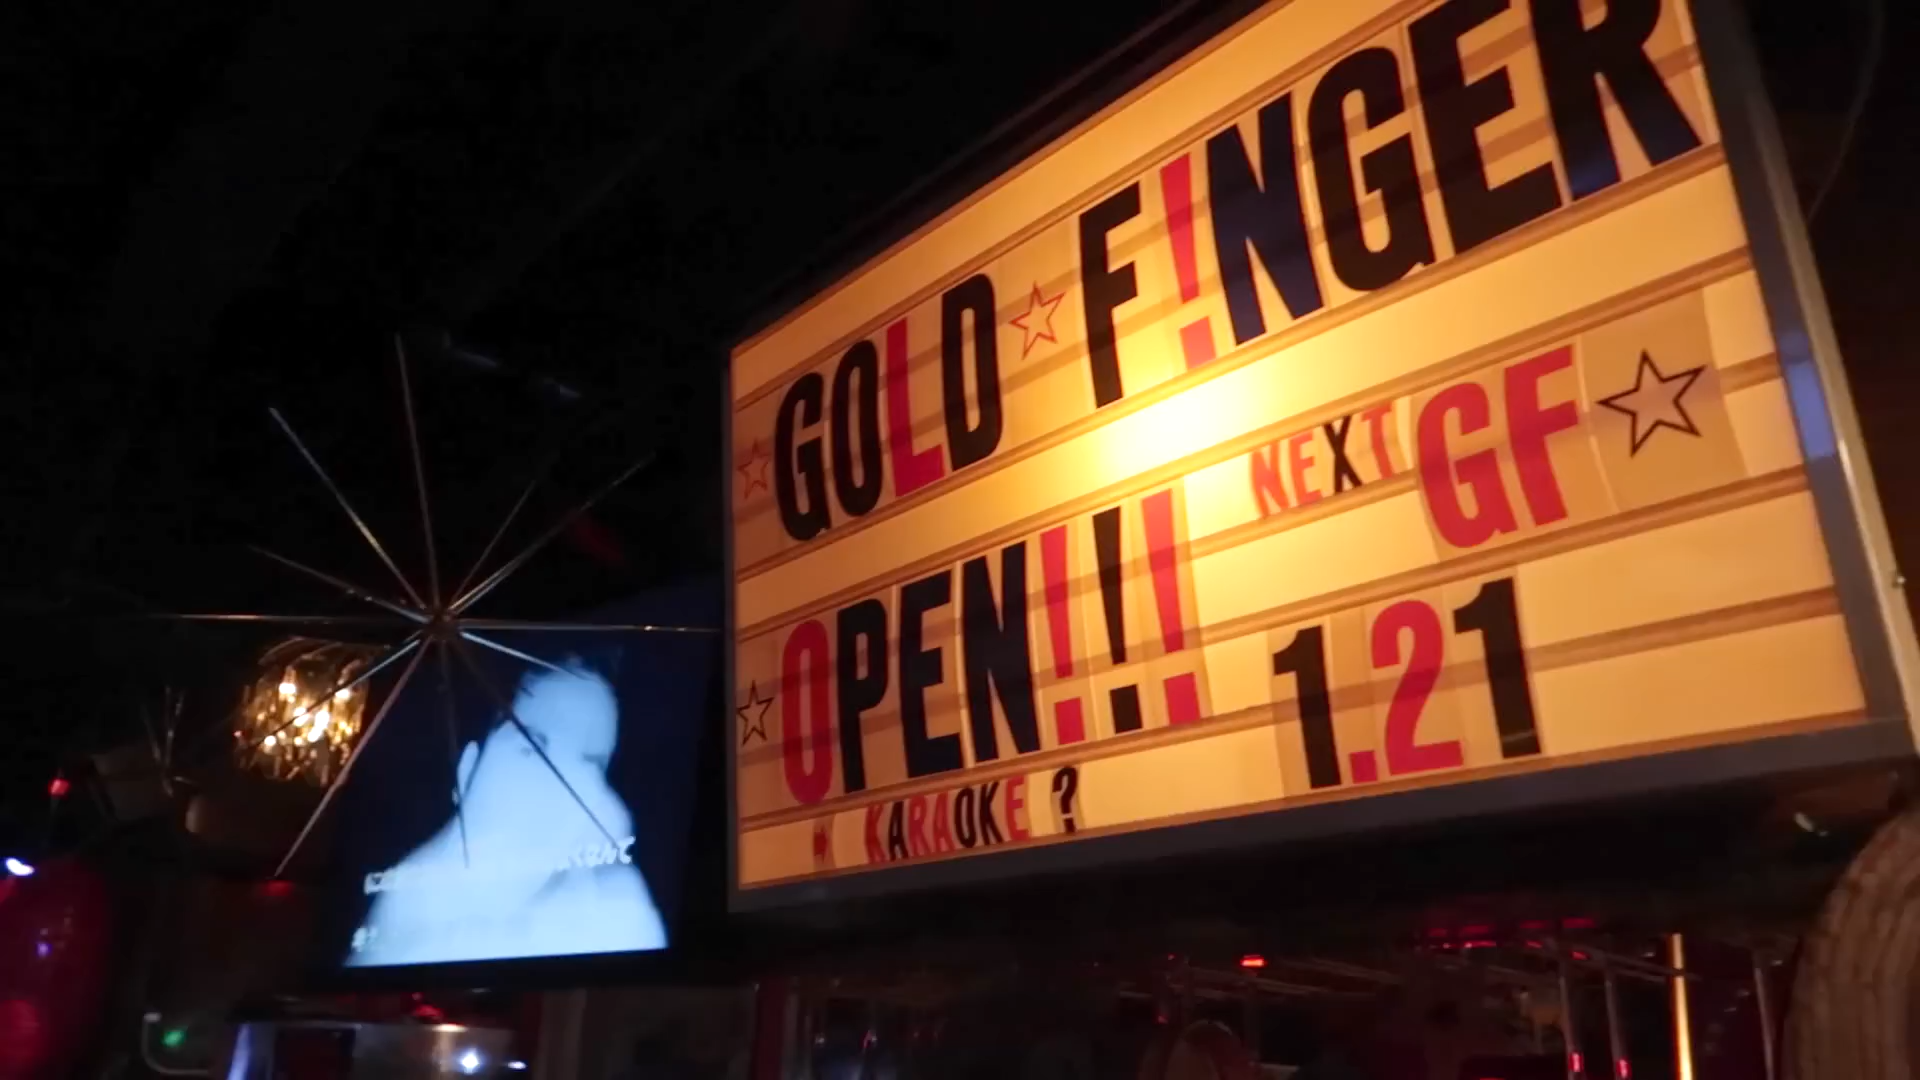 ☆GOLD☆F!NGER
NEXT GF☆
☆OPEN!!!
1.21
KARAOKE ?